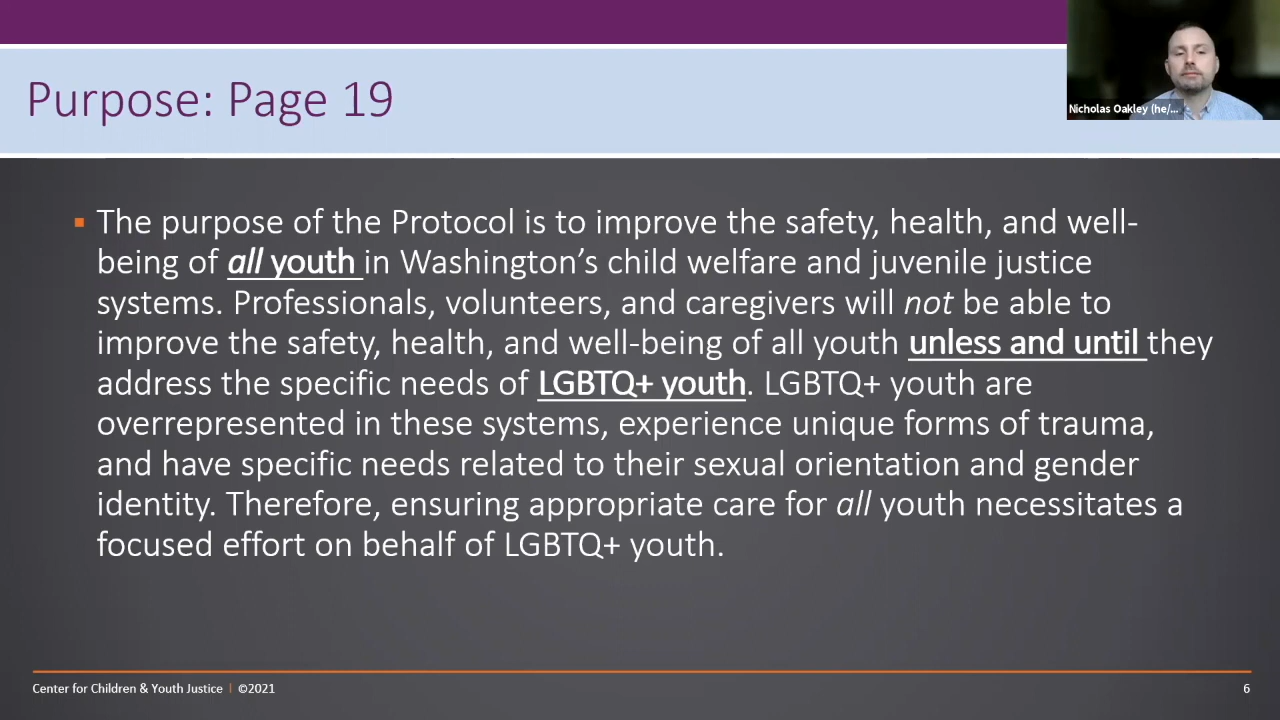 Purpose: Page 19
Nicholas Oakley (he/...
▪ The purpose of the Protocol is to improve the safety, health, and well-
being of all youth in Washington’s child welfare and juvenile justice
systems. Professionals, volunteers, and caregivers will not be able to
improve the safety, health, and well-being of all youth unless and until they
address the specific needs of LGBTQ+ youth. LGBTQ+ youth are
overrepresented in these systems, experience unique forms of trauma,
and have specific needs related to their sexual orientation and gender
identity. Therefore, ensuring appropriate care for all youth necessitates a
focused effort on behalf of LGBTQ+ youth.
Center for Children & Youth Justice | ©2021
6